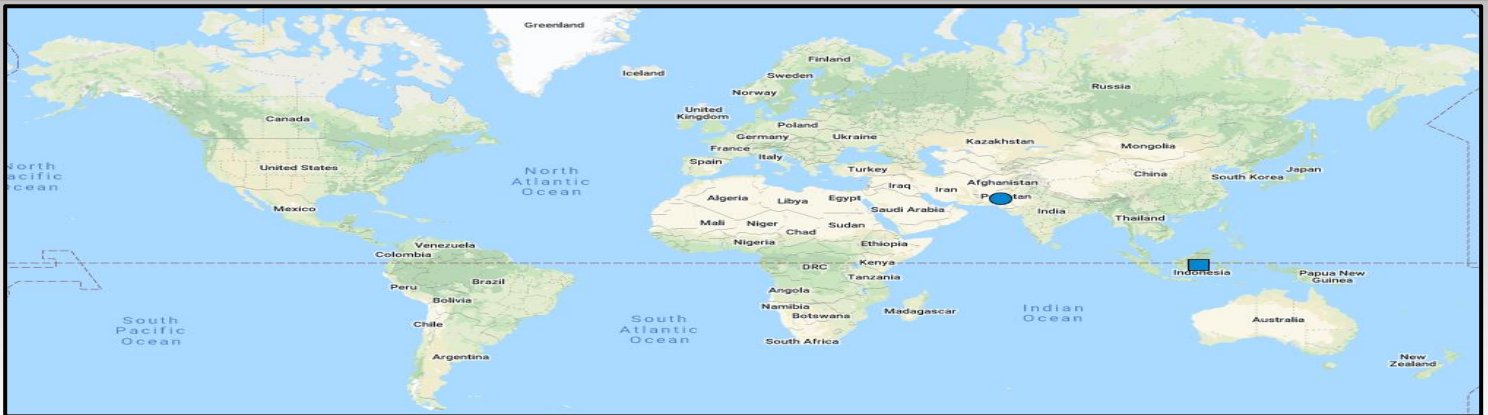 Greenland
Iceland
Finland
Sweden
Norway
Russia
United
Kingdom
Canada
Poland
Germany
Ukraine
France
Kazakhstan
Mongolia
Italy
Spain
North
Atlantic
Ocean
United States
Turkey
China
Japan
South Korea
Afghanistan
Iraq
Iran
Algeria
Libya
Egypt
Mexico
Saudi Arabia
India
Thailand
Mali
Niger
Chad
Sudan
Nigeria
Ethiopia
Venezuela
Colombia
DRC
Kenya
Tanzania
Indonesia
Papua New
Guinea
Peru
Brazil
Bolivia
Angola
Namibia
Botswana
Madagascar
Indian
Ocean
South
Pacific
Ocean
South
Atlantic
Ocean
Chile
Australia
South Africa
Argentina
New
Zealand